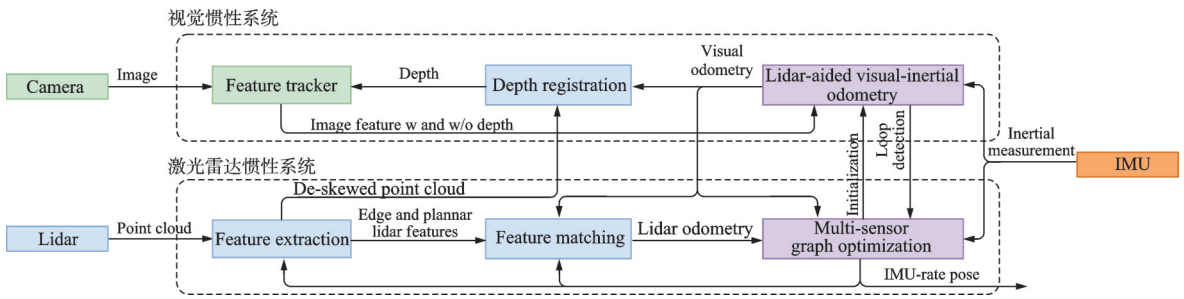 视觉惯性系统
Camera
Image
Feature tracker
Depth
Depth registration
Visual
odometry
Lidar-aided visual-inertial
odometry
Image feature w and w/o depth
Initialization
Loop
detection
Inertial
measurement
IMU
激光雷达惯性系统
De-skewed point cloud
Lidar
Point cloud
Feature extraction
Edge and plannar
lidar features
Feature matching
Lidar odometry
Multi-sensor
graph optimization
IMU-rate pose